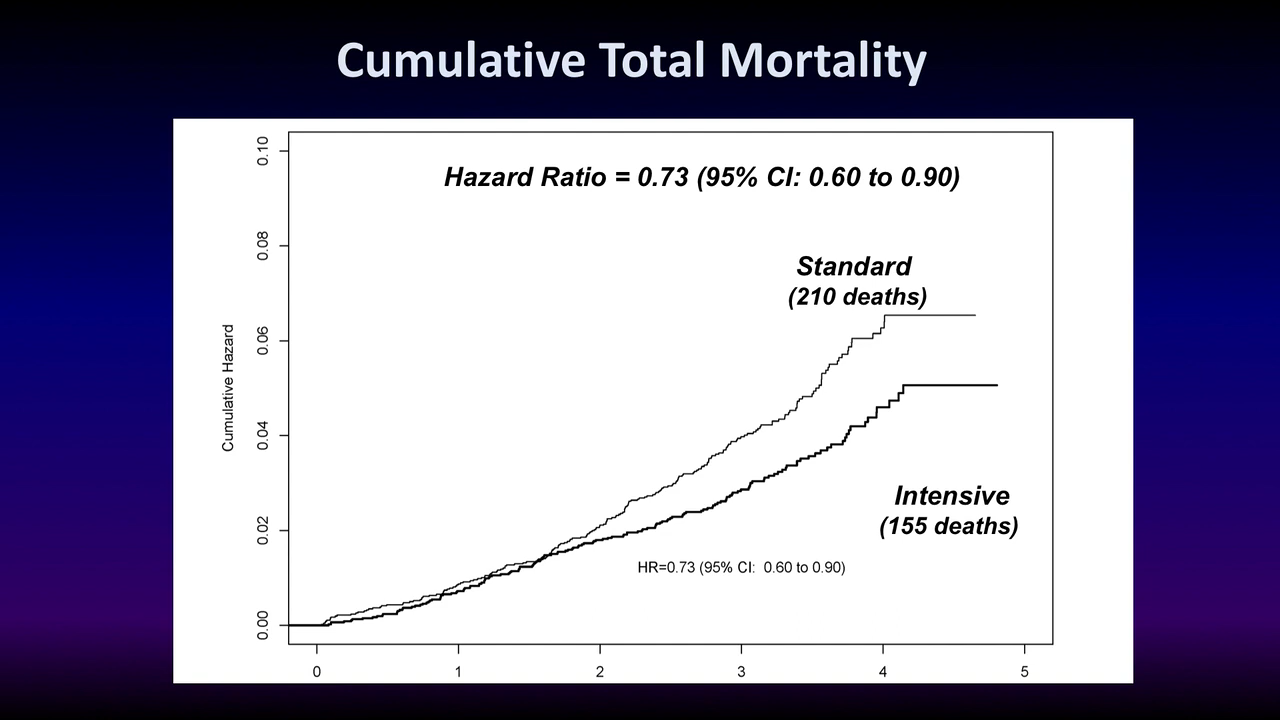 Cumulative Total Mortality
Hazard Ratio = 0.73 (95% CI: 0.60 to 0.90)
Standard
(210 deaths)
Intensive
(155 deaths)
HR=0.73 (95% CI:  0.60 to 0.90)
Cumulative Hazard
0.10
0.08
0.06
0.04
0.02
0.00
0 1 2 3 4 5